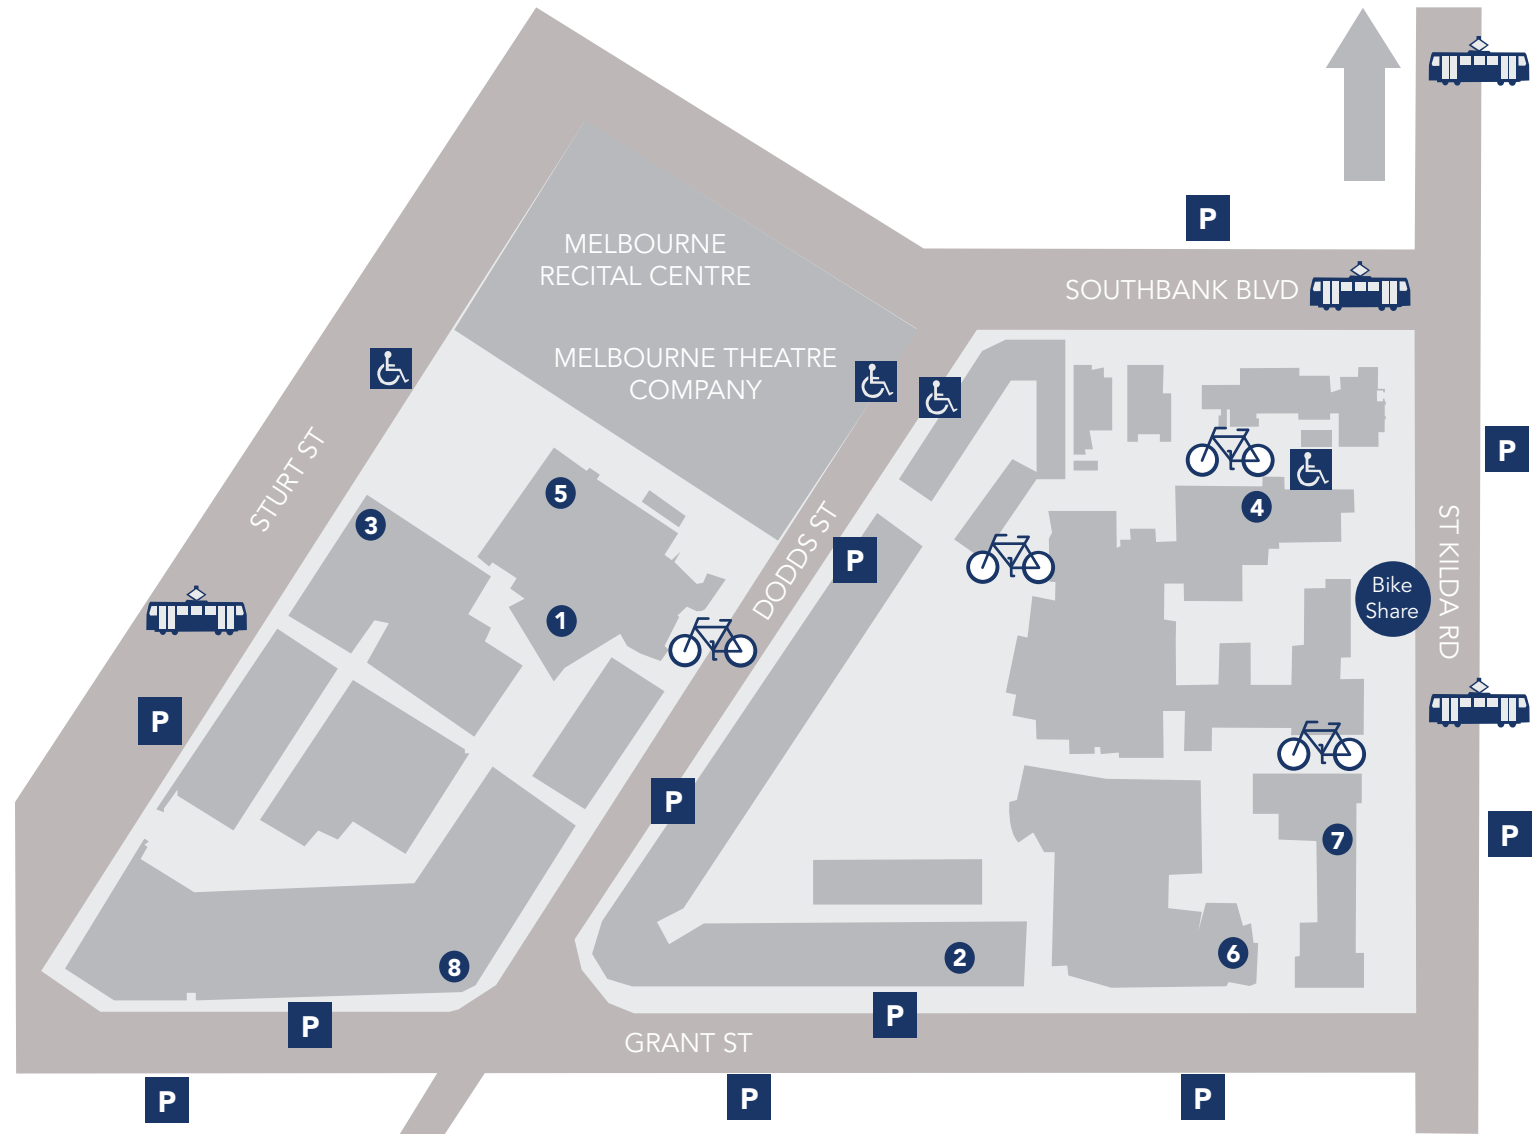 P
MELBOURNE
RECITAL CENTRE
SOUTHBANK BLVD
MELBOURNE THEATRE
COMPANY
STURT ST
P
5
4
3
DODDS ST
ST KILDA RD
P
Bike
Share
1
P
P
P
7
6
2
8
P
P
GRANT ST
P
P
P